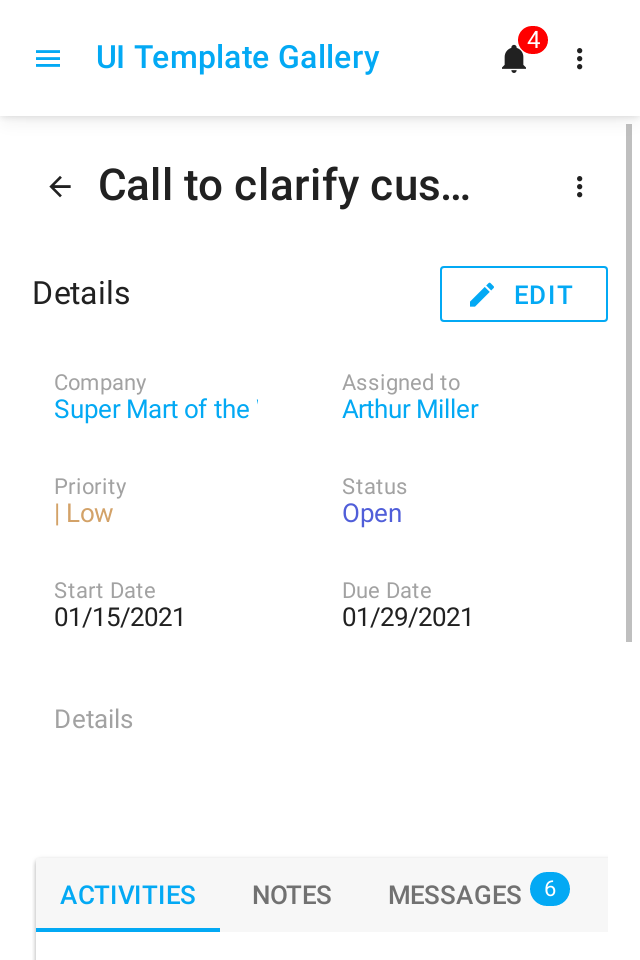 UI Template Gallery
4
Call to clarify cus...
Details
EDIT
Company
Assigned to
Super Mart of the
Arthur Miller
Priority
Status
| Low
Open
Start Date
Due Date
01/15/2021
01/29/2021
Details
ACTIVITIES
NOTES
MESSAGES
6